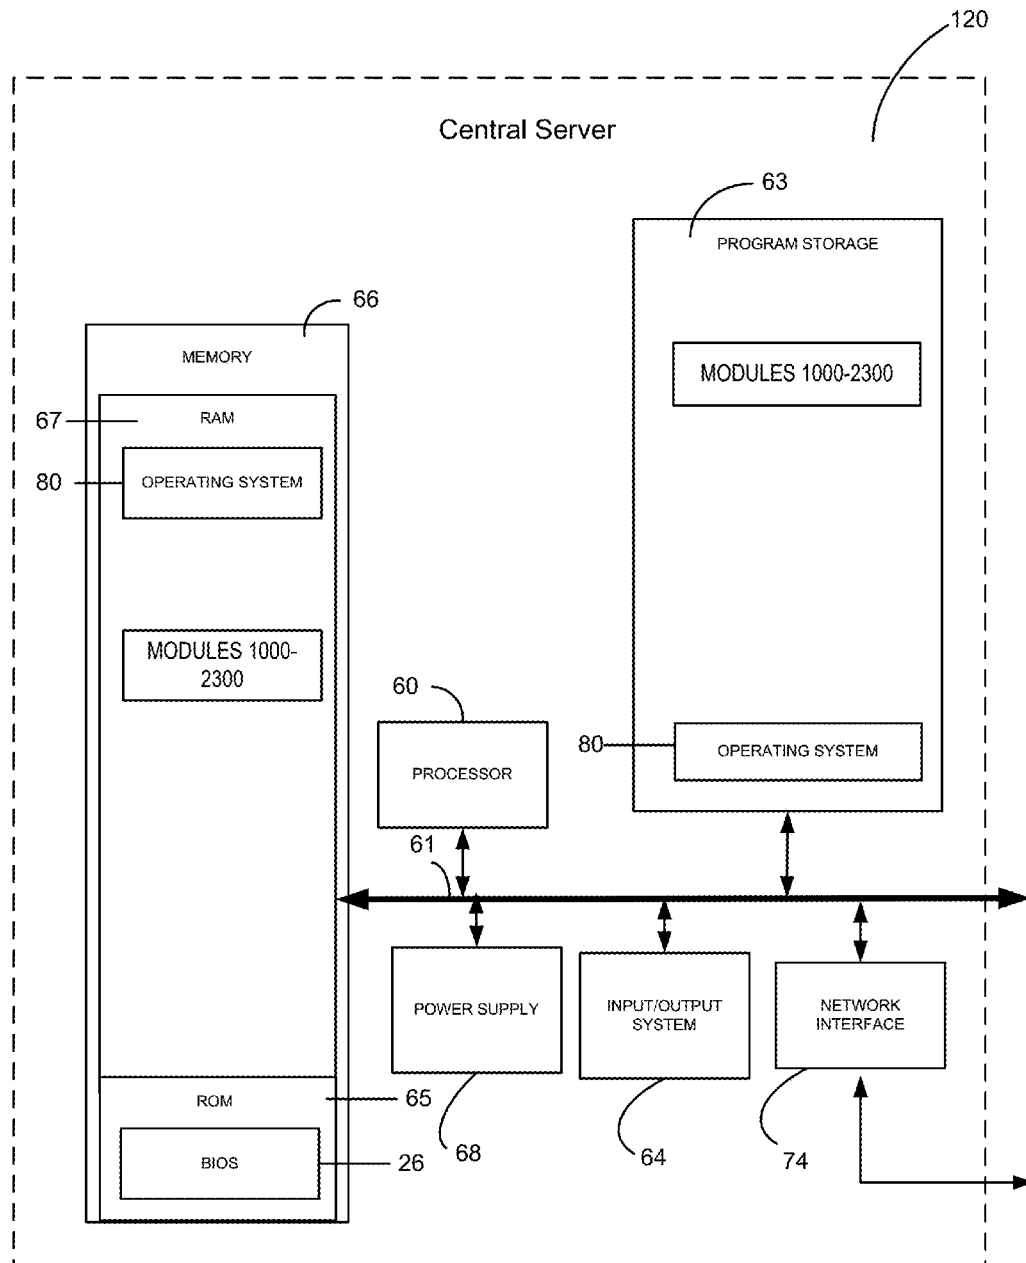 120
Central Server
63
PROGRAM STORAGE
66
MEMORY
MODULES 1000-2300
67
RAM
80
OPERATING SYSTEM
MODULES 1000-
2300
60
80
OPERATING SYSTEM
PROCESSOR
61
POWER SUPPLY
INPUT/OUTPUT
SYSTEM
NETWORK
INTERFACE
ROM
65
68
64
74
BIOS
26